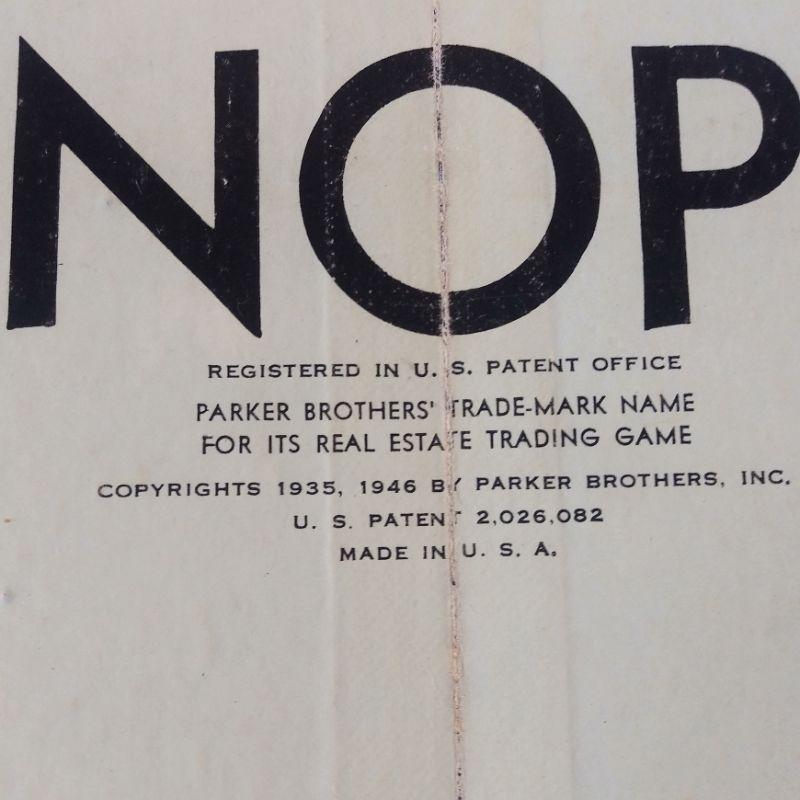 NOP
REGISTERED IN U. S. PATENT OFFICE
PARKER BROTHERS' TRADE-MARK NAME
FOR ITS REAL ESTATE TRADING GAME
COPYRIGHTS 1935, 1946 BY PARKER BROTHERS, INC.
U. S. PATENT 2,026,082
MADE IN U. S. A.